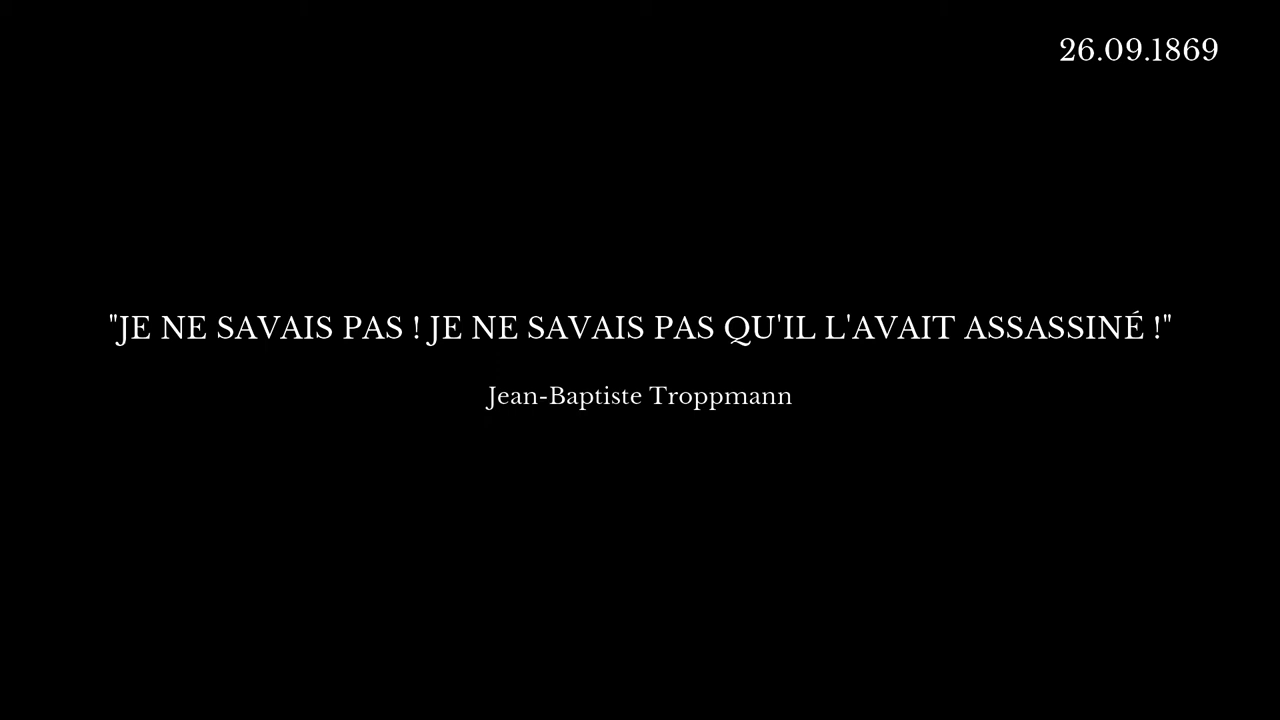 26.09.1869
"JE NE SAVAIS PAS ! JE NE SAVAIS PAS QU'IL L'AVAIT ASSASSINÉ !"
Jean-Baptiste Troppmann